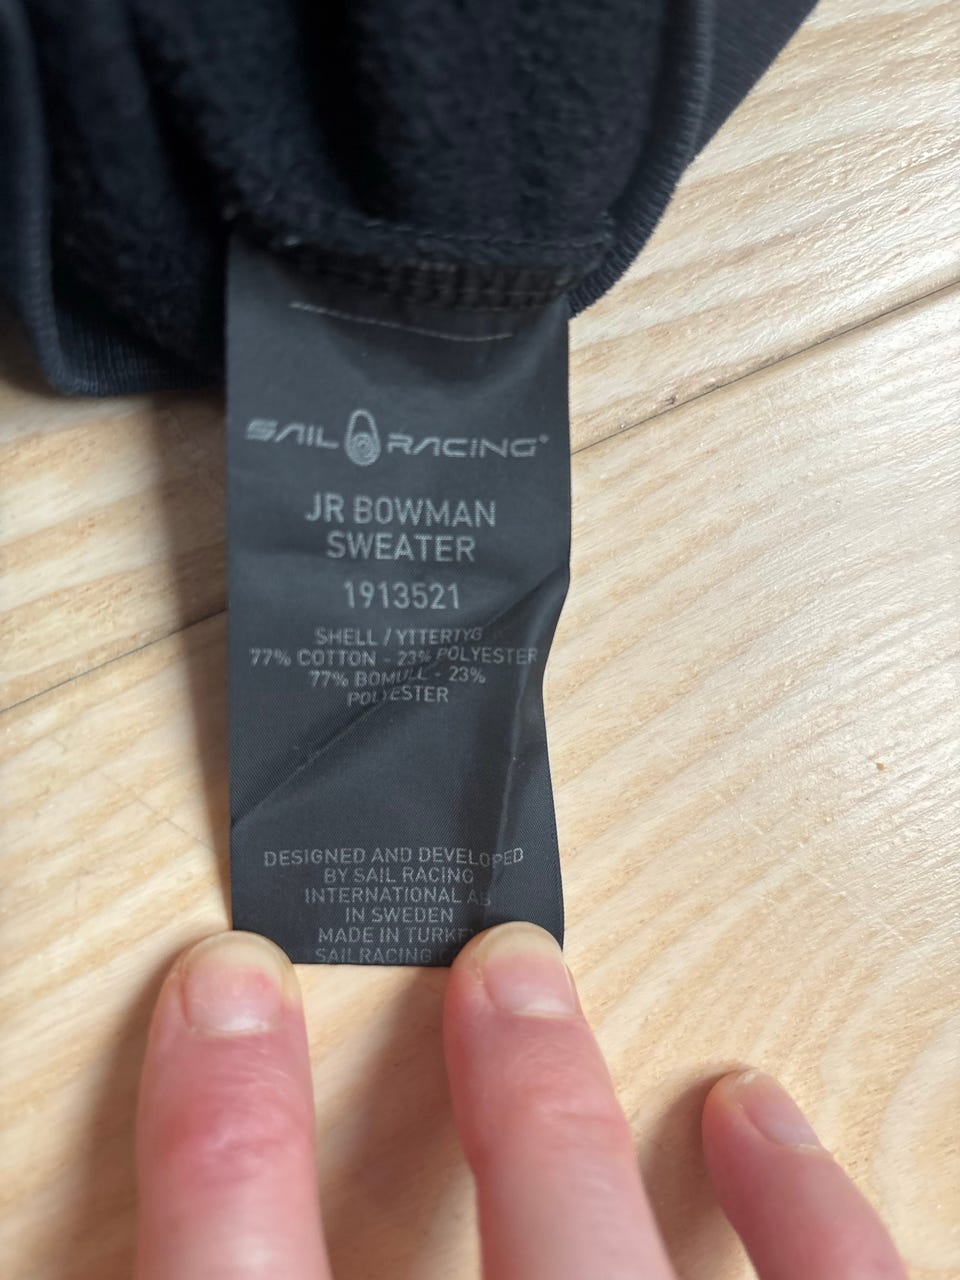 SAIL RACING®
JR BOWMAN
SWEATER
1913521
SHELL / YTTERTYG
77% COTTON - 23% POLYESTER
77% BOMULL - 23%
POLYESTER
DESIGNED AND DEVELOPED
BY SAIL RACING
INTERNATIONAL AB
IN SWEDEN
MADE IN
SAILRACING